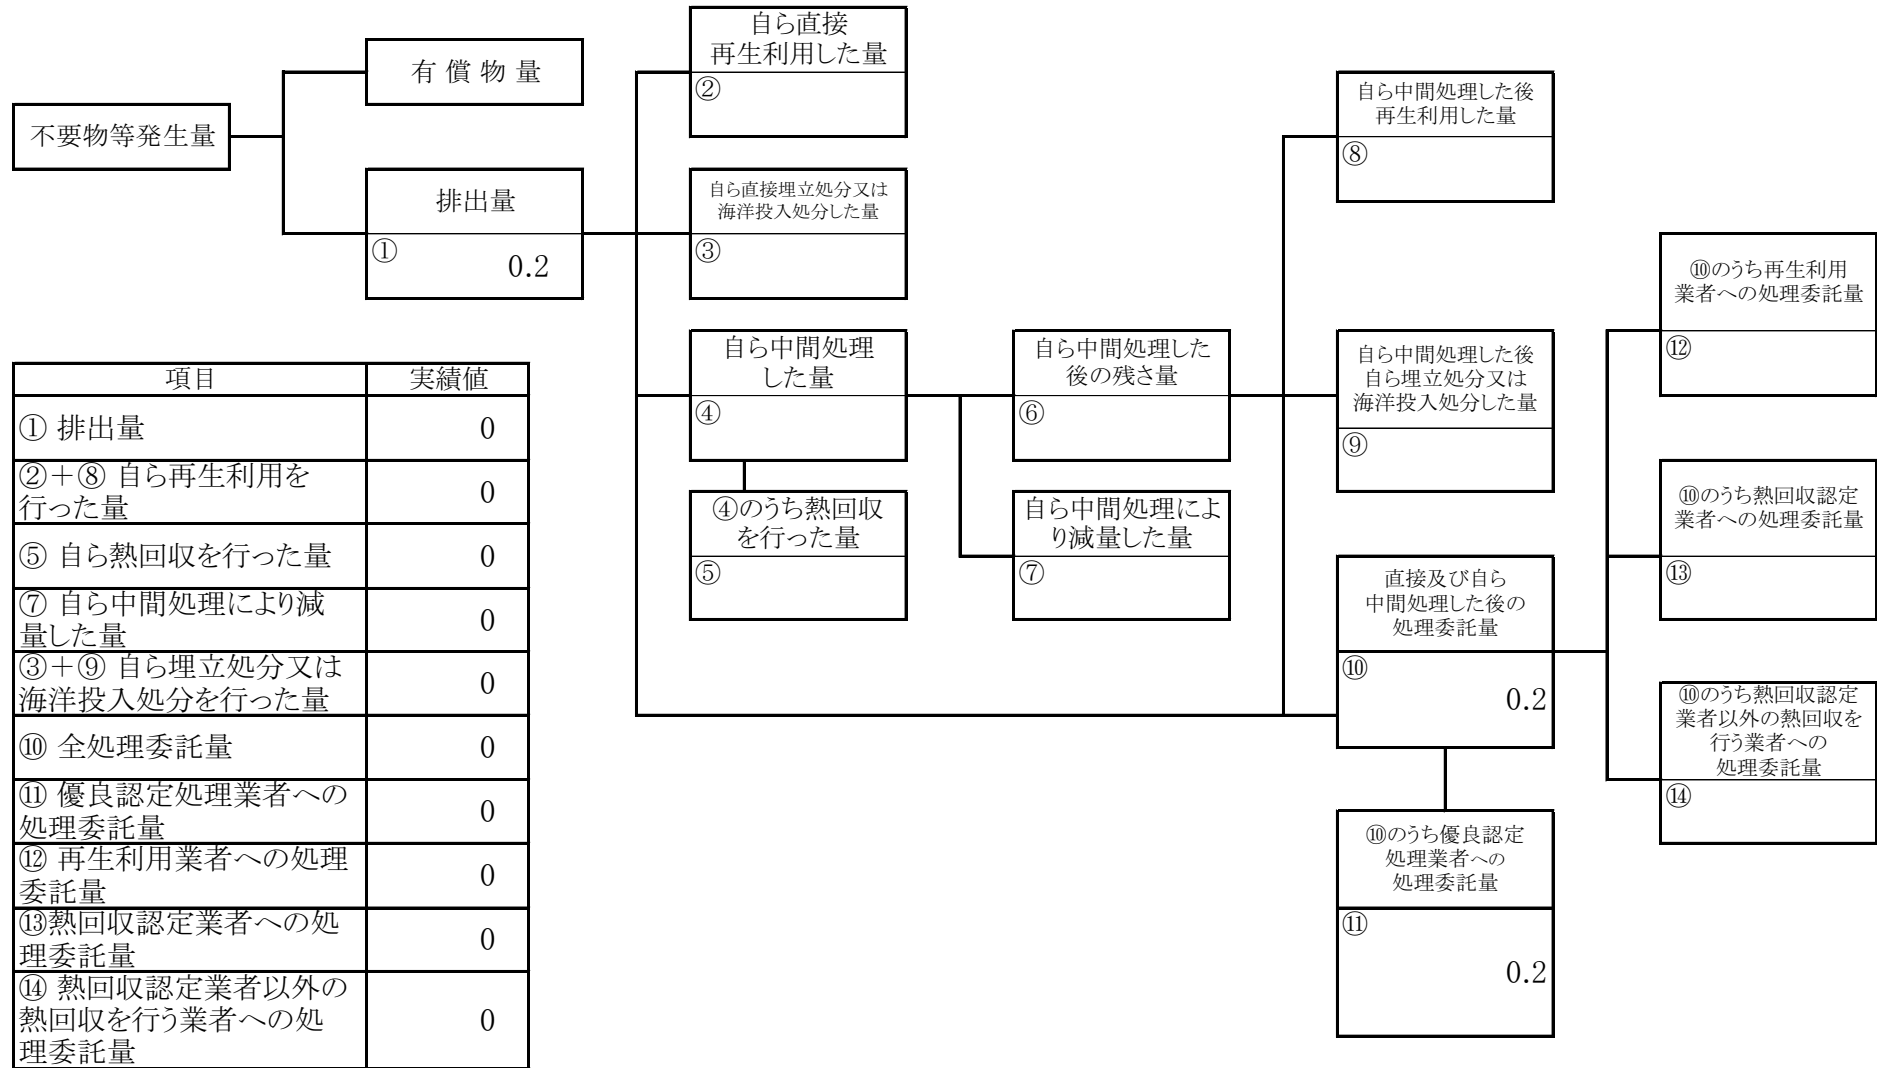 不要物等発生量
有 償 物 量
排出量
①
0.2
自ら直接
再生利用した量
②
自ら直接埋立処分又は
海洋投入処分した量
③
自ら中間処理
した量
④
④のうち熱回収
を行った量
⑤
自ら中間処理した
後の残さ量
⑥
自ら中間処理によ
り減量した量
⑦
自ら中間処理した後
再生利用した量
⑧
自ら中間処理した後
自ら埋立処分又は
海洋投入処分した量
⑨
直接及び自ら
中間処理した後の
処理委託量
⑩
0.2
⑩のうち優良認定
処理業者への
処理委託量
⑪
0.2
⑩のうち再生利用
業者への処理委託量
⑫
⑩のうち熱回収認定
業者への処理委託量
⑬
⑩のうち熱回収認定
業者以外の熱回収を
行う業者への
処理委託量
⑭
項目 実績値
① 排出量 0
②＋⑧ 自ら再生利用を
行った量 0
⑤ 自ら熱回収を行った量 0
⑦ 自ら中間処理により減
量した量 0
③＋⑨ 自ら埋立処分又は
海洋投入処分を行った量 0
⑩ 全処理委託量 0
⑪ 優良認定処理業者への
処理委託量 0
⑫ 再生利用業者への処理
委託量 0
⑬熱回収認定業者への処
理委託量 0
⑭ 熱回収認定業者以外の
熱回収を行う業者への処
理委託量 0